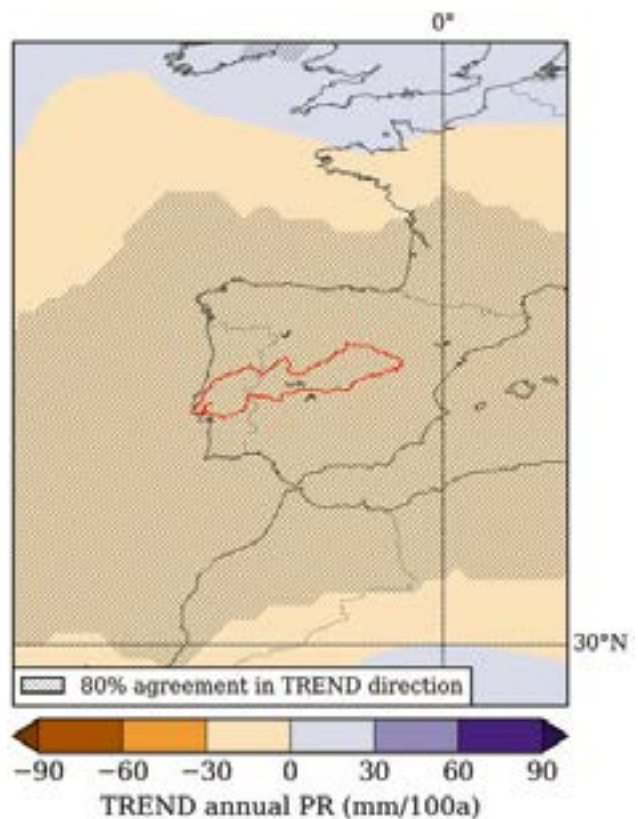 0°
30°N
80% agreement in TREND direction
−90 −60 −30 0 30 60 90
TREND annual PR (mm/100a)